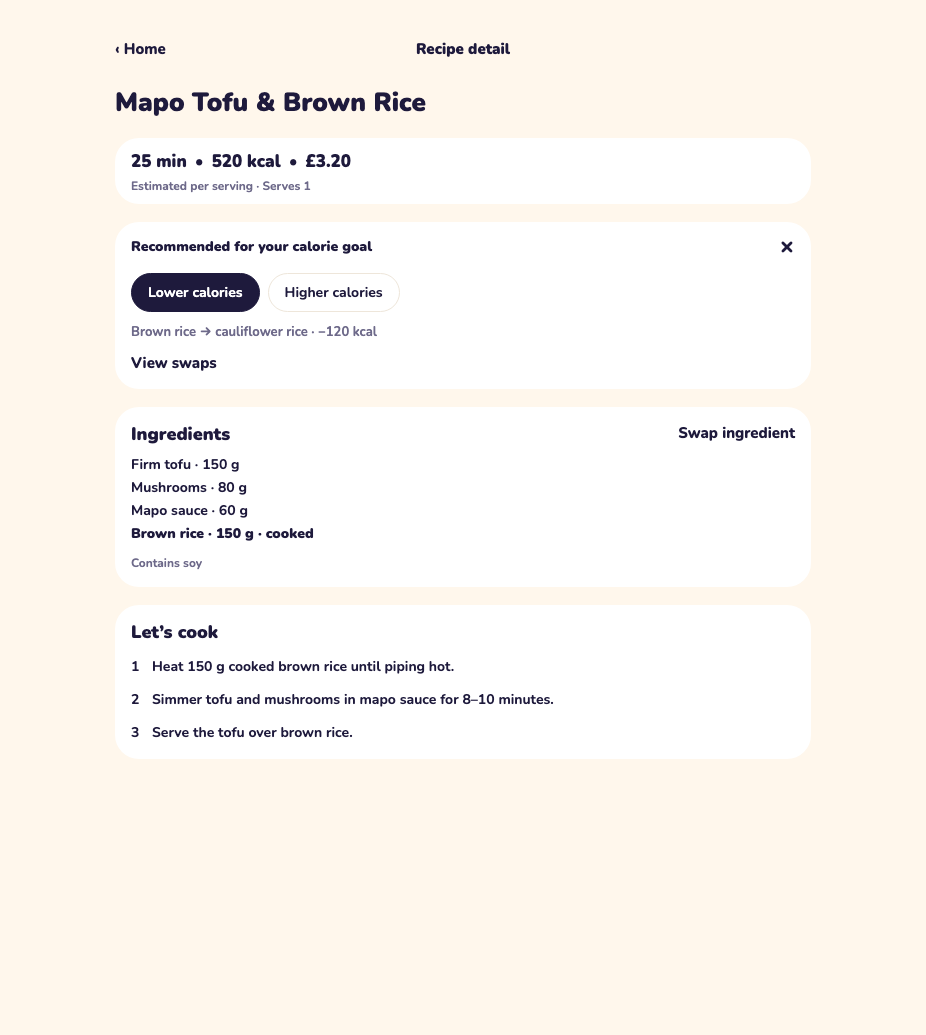 ‹ Home
Recipe detail
Mapo Tofu & Brown Rice
25 min • 520 kcal • £3.20
Estimated per serving · Serves 1
Recommended for your calorie goal
×
Lower calories
Higher calories
Brown rice → cauliflower rice · −120 kcal
View swaps
Ingredients
Swap ingredient
Firm tofu · 150 g
Mushrooms · 80 g
Mapo sauce · 60 g
Brown rice · 150 g · cooked
Contains soy
Let’s cook
1 Heat 150 g cooked brown rice until piping hot.
2 Simmer tofu and mushrooms in mapo sauce for 8–10 minutes.
3 Serve the tofu over brown rice.